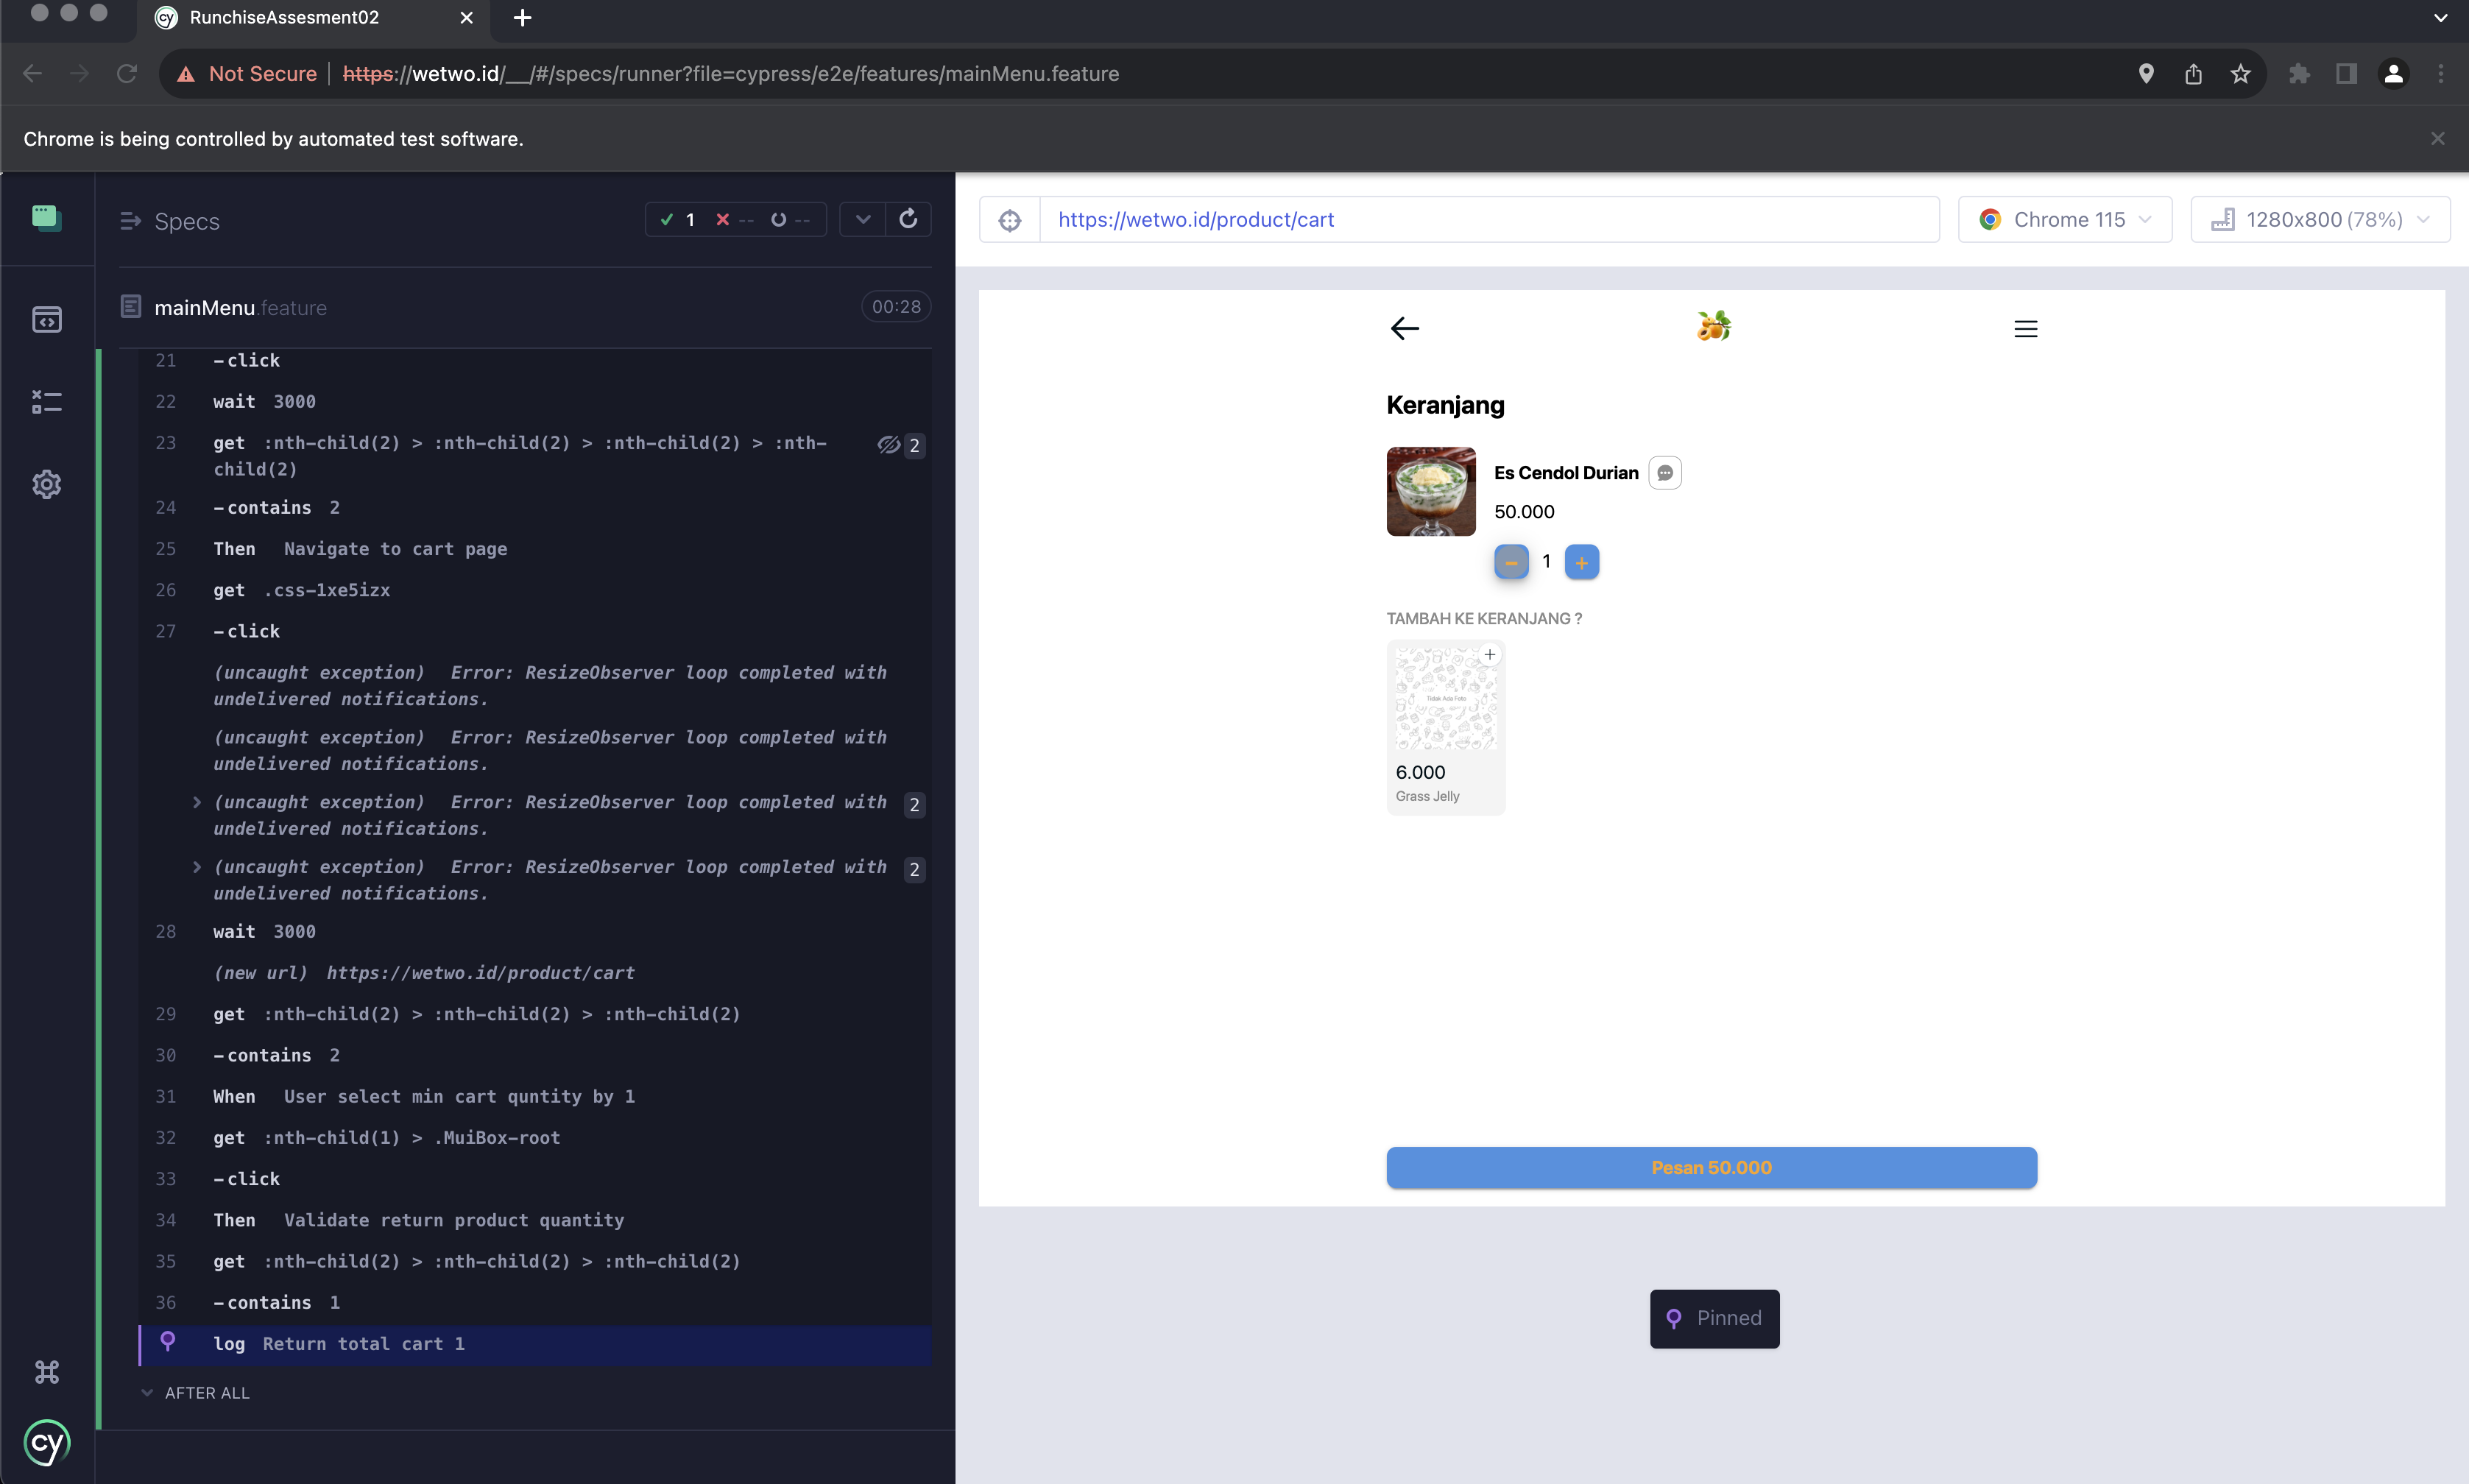 RunchiseAssesment02
Not Secure
https://wetwo.id/__/#/specs/runner?file=cypress/e2e/features/mainMenu.feature
Chrome is being controlled by automated test software.
Specs
1 -- --
mainMenu.feature 00:28
21 -click
22 wait 3000
23 get :nth-child(2) > :nth-child(2) > :nth-child(2) > :nth-
child(2) 2
24 -contains 2
25 Then Navigate to cart page
26 get .css-1xe5izx
27 -click
(uncaught exception) Error: ResizeObserver loop completed with
undelivered notifications.
(uncaught exception) Error: ResizeObserver loop completed with
undelivered notifications.
(uncaught exception) Error: ResizeObserver loop completed with 2
undelivered notifications.
(uncaught exception) Error: ResizeObserver loop completed with 2
undelivered notifications.
28 wait 3000
(new url) https://wetwo.id/product/cart
29 get :nth-child(2) > :nth-child(2) > :nth-child(2)
30 -contains 2
31 When User select min cart quntity by 1
32 get :nth-child(1) > .MuiBox-root
33 -click
34 Then Validate return product quantity
35 get :nth-child(2) > :nth-child(2) > :nth-child(2)
36 -contains 1
log Return total cart 1
AFTER ALL
cy
https://wetwo.id/product/cart
Chrome 115
1280x800 (78%)
Keranjang
Es Cendol Durian
50.000
- 1 +
TAMBAH KE KERANJANG ?
+
Tidak Ada Foto
6.000
Grass Jelly
Pesan 50.000
Pinned